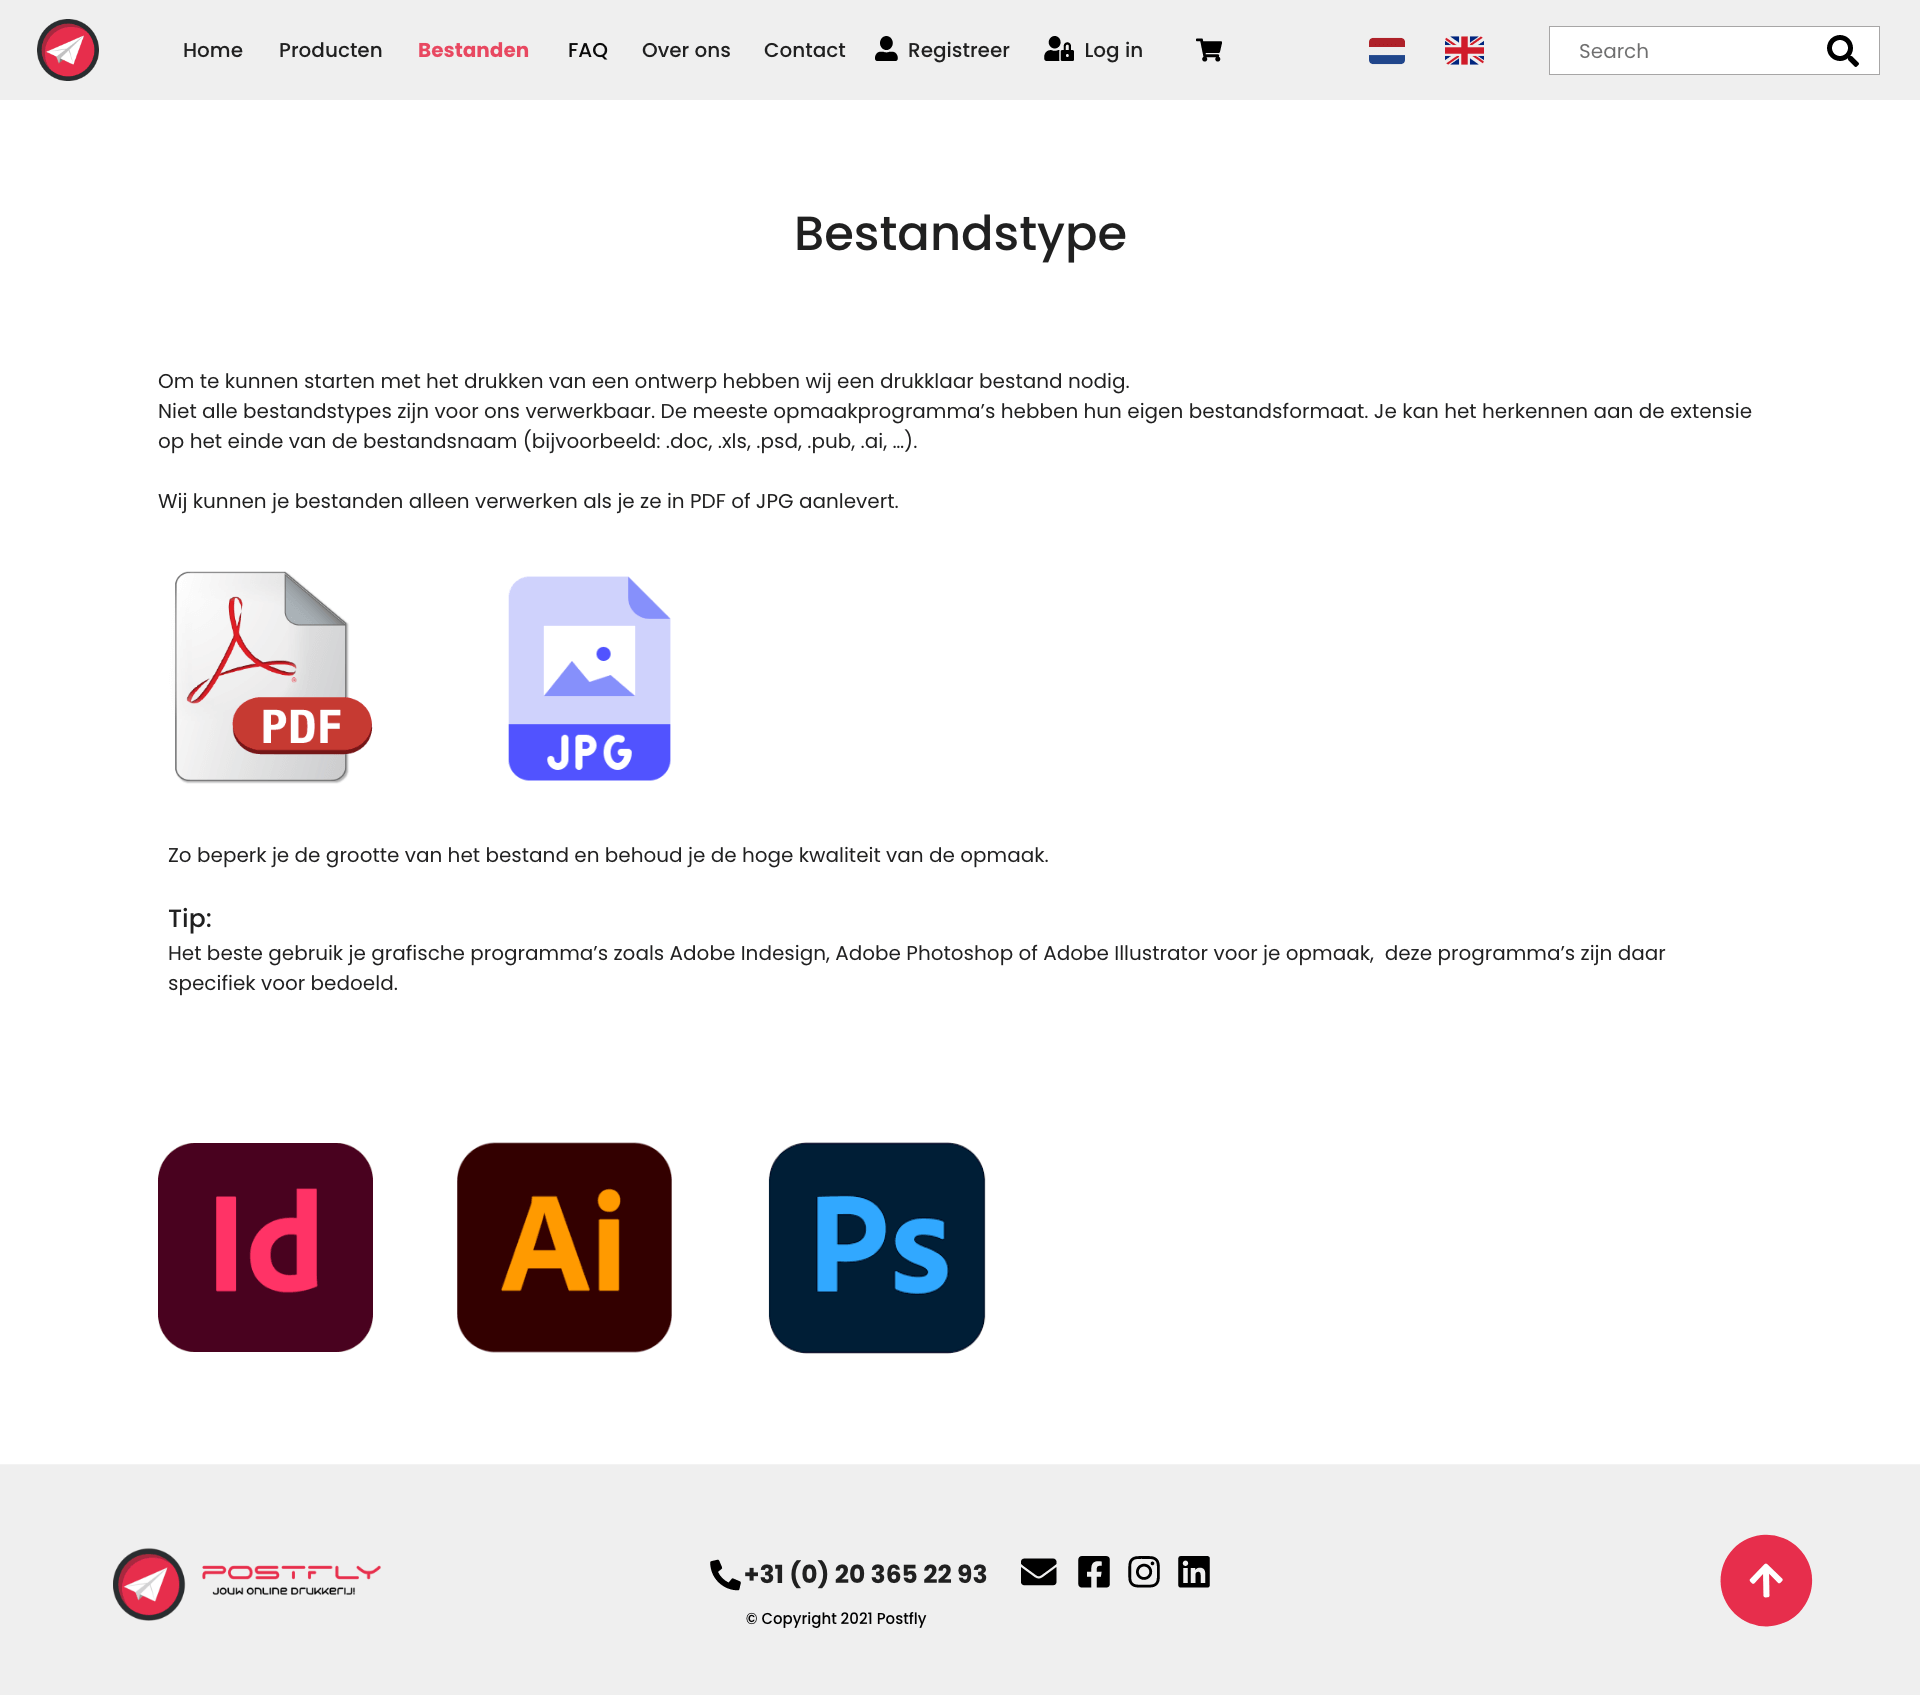 Home Producten Bestanden FAQ Over ons Contact Registreer Log in Search
Bestandstype
Om te kunnen starten met het drukken van een ontwerp hebben wij een drukklaar bestand nodig.
Niet alle bestandstypes zijn voor ons verwerkbaar. De meeste opmaakprogramma’s hebben hun eigen bestandsformaat. Je kan het herkennen aan de extensie
op het einde van de bestandsnaam (bijvoorbeeld: .doc, .xls, .psd, .pub, .ai, ...).
Wij kunnen je bestanden alleen verwerken als je ze in PDF of JPG aanlevert.
PDF JPG
Zo beperk je de grootte van het bestand en behoud je de hoge kwaliteit van de opmaak.
Tip:
Het beste gebruik je grafische programma’s zoals Adobe Indesign, Adobe Photoshop of Adobe Illustrator voor je opmaak,  deze programma’s zijn daar
specifiek voor bedoeld.
Id Ai Ps
POSTFLY
Jouw online drukkerij!
+31 (0) 20 365 22 93
© Copyright 2021 Postfly